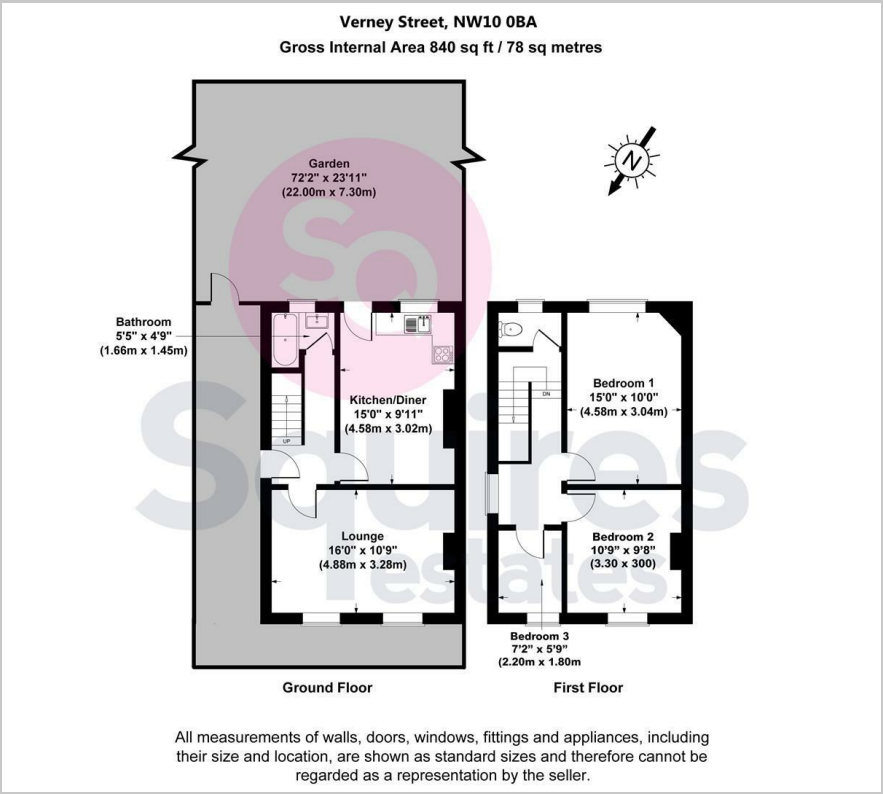 Verney Street, NW10 0BA
Gross Internal Area 840 sq ft / 78 sq metres
N
Garden
72'2" x 23'11"
(22.00m x 7.30m)
SQ
Bathroom
5'5" x 4'9"
(1.66m x 1.45m)
Kitchen/Diner
15'0" x 9'11"
(4.58m x 3.02m)
UP
DN
Bedroom 1
15'0" x 10'0"
(4.58m x 3.04m)
Squires
estates
Lounge
16'0" x 10'9"
(4.88m x 3.28m)
Bedroom 2
10'9" x 9'8"
(3.30 x 300)
Bedroom 3
7'2" x 5'9"
(2.20m x 1.80m
Ground Floor
First Floor
All measurements of walls, doors, windows, fittings and appliances, including
their size and location, are shown as standard sizes and therefore cannot be
regarded as a representation by the seller.